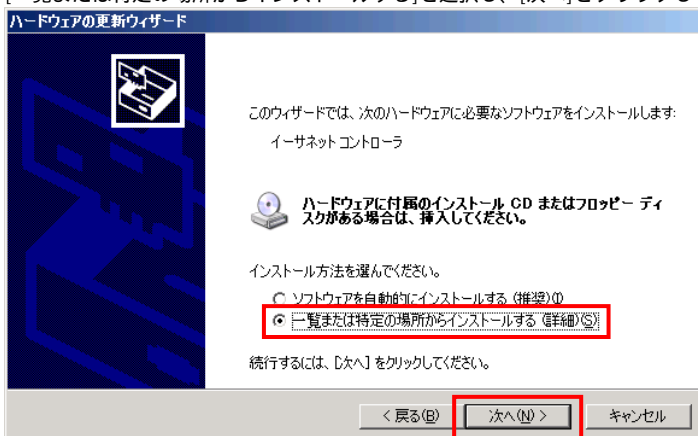 ハードウェアの更新ウィザード
このウィザードでは、次のハードウェアに必要なソフトウェアをインストールします:
イーサネット コントローラ
ハードウェアに付属のインストール CD またはフロッピー ディ
スクがある場合は、挿入してください。
インストール方法を選んでください。
ソフトウェアを自動的にインストールする (推奨)(I)
一覧または特定の場所からインストールする (詳細)(S)
続行するには、[次へ] をクリックしてください。
< 戻る(B)
次へ(N) >
キャンセル